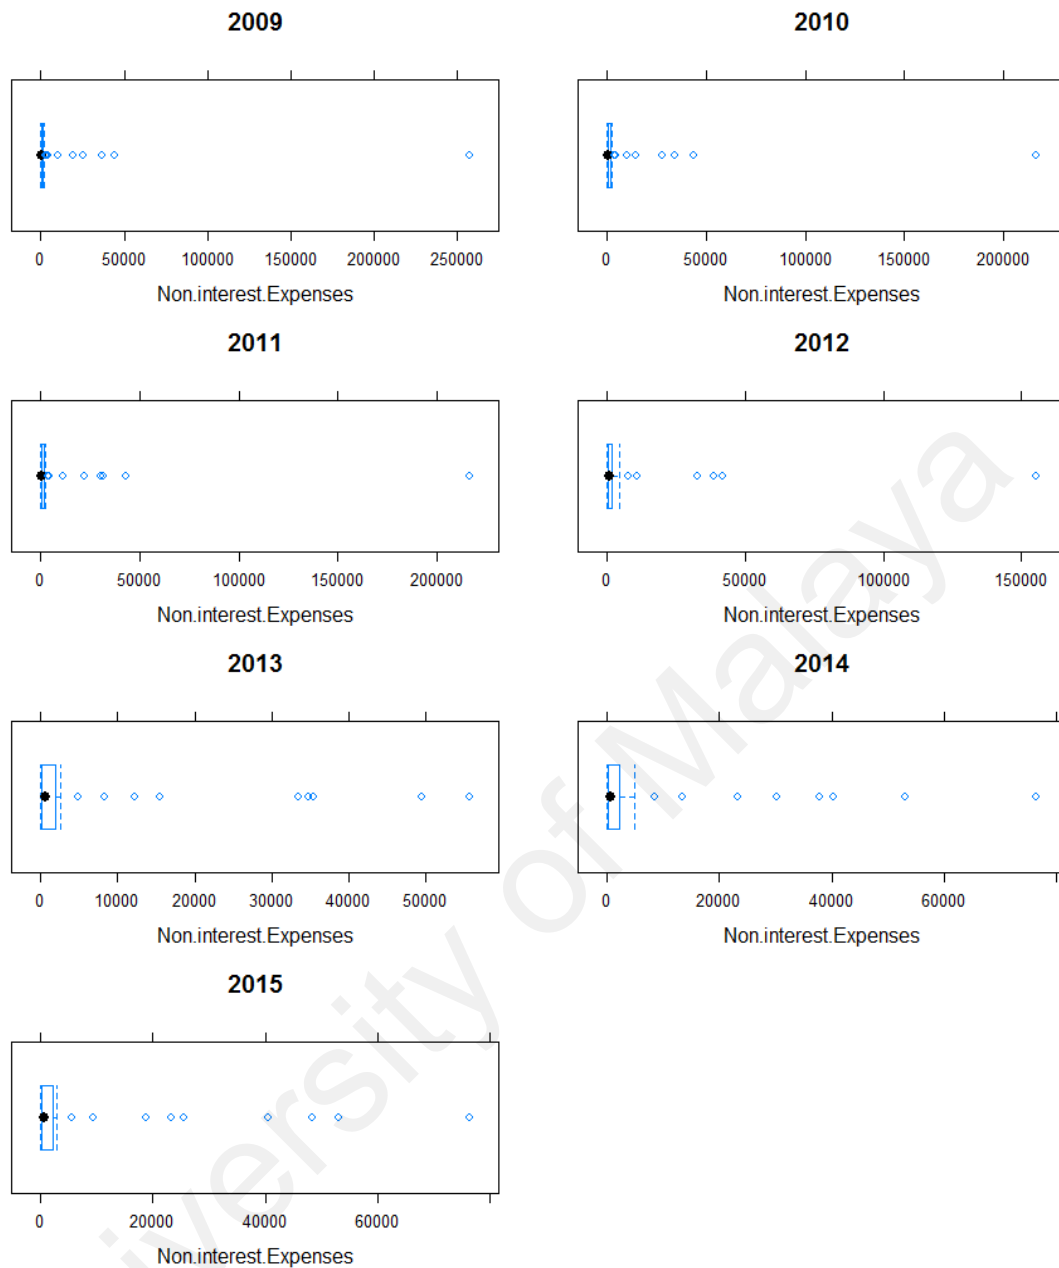 2009 2010
0 50000 100000 150000 200000 250000 0 50000 100000 150000 200000
Non.interest.Expenses Non.interest.Expenses
2011 2012
0 50000 100000 150000 200000 0 50000 100000 150000
Non.interest.Expenses Non.interest.Expenses
2013 2014
0 10000 20000 30000 40000 50000 0 20000 40000 60000
Non.interest.Expenses Non.interest.Expenses
2015
0 20000 40000 60000
Non.interest.Expenses
iversity of Malaya